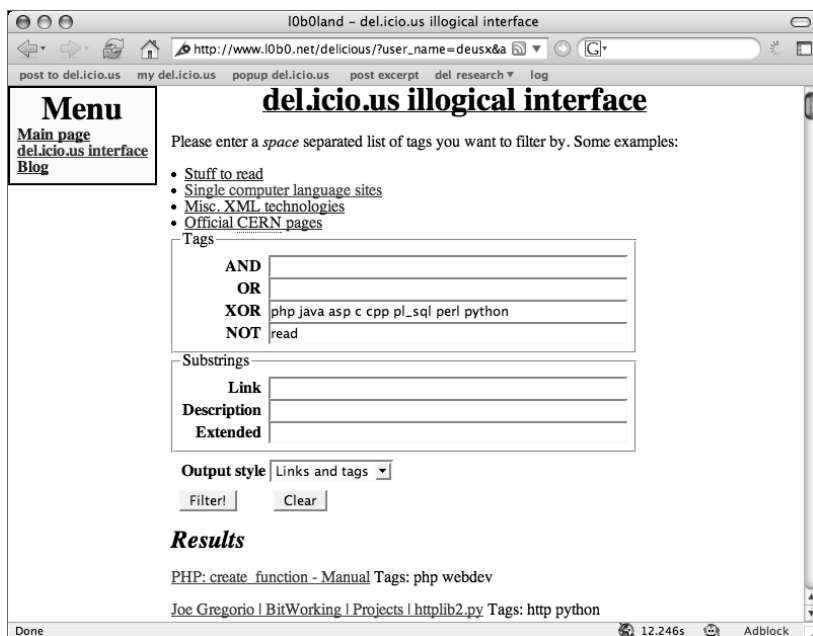 l0b0land – del.icio.us illogical interface
http://www.l0b0.net/delicious/?user_name=deusx&a
G
post to del.icio.us my del.icio.us popup del.icio.us post excerpt del research log
Menu
Main page
del.icio.us interface
Blog
del.icio.us illogical interface
Please enter a space separated list of tags you want to filter by. Some examples:
• Stuff to read
• Single computer language sites
• Misc. XML technologies
• Official CERN pages
Tags
AND
OR
XOR php java asp c cpp pl_sql perl python
NOT read
Substrings
Link
Description
Extended
Output style Links and tags
Filter! Clear
Results
PHP: create_function - Manual Tags: php webdev
Joe Gregorio | BitWorking | Projects | httplib2.py Tags: http python
Done 12.246s Adblock